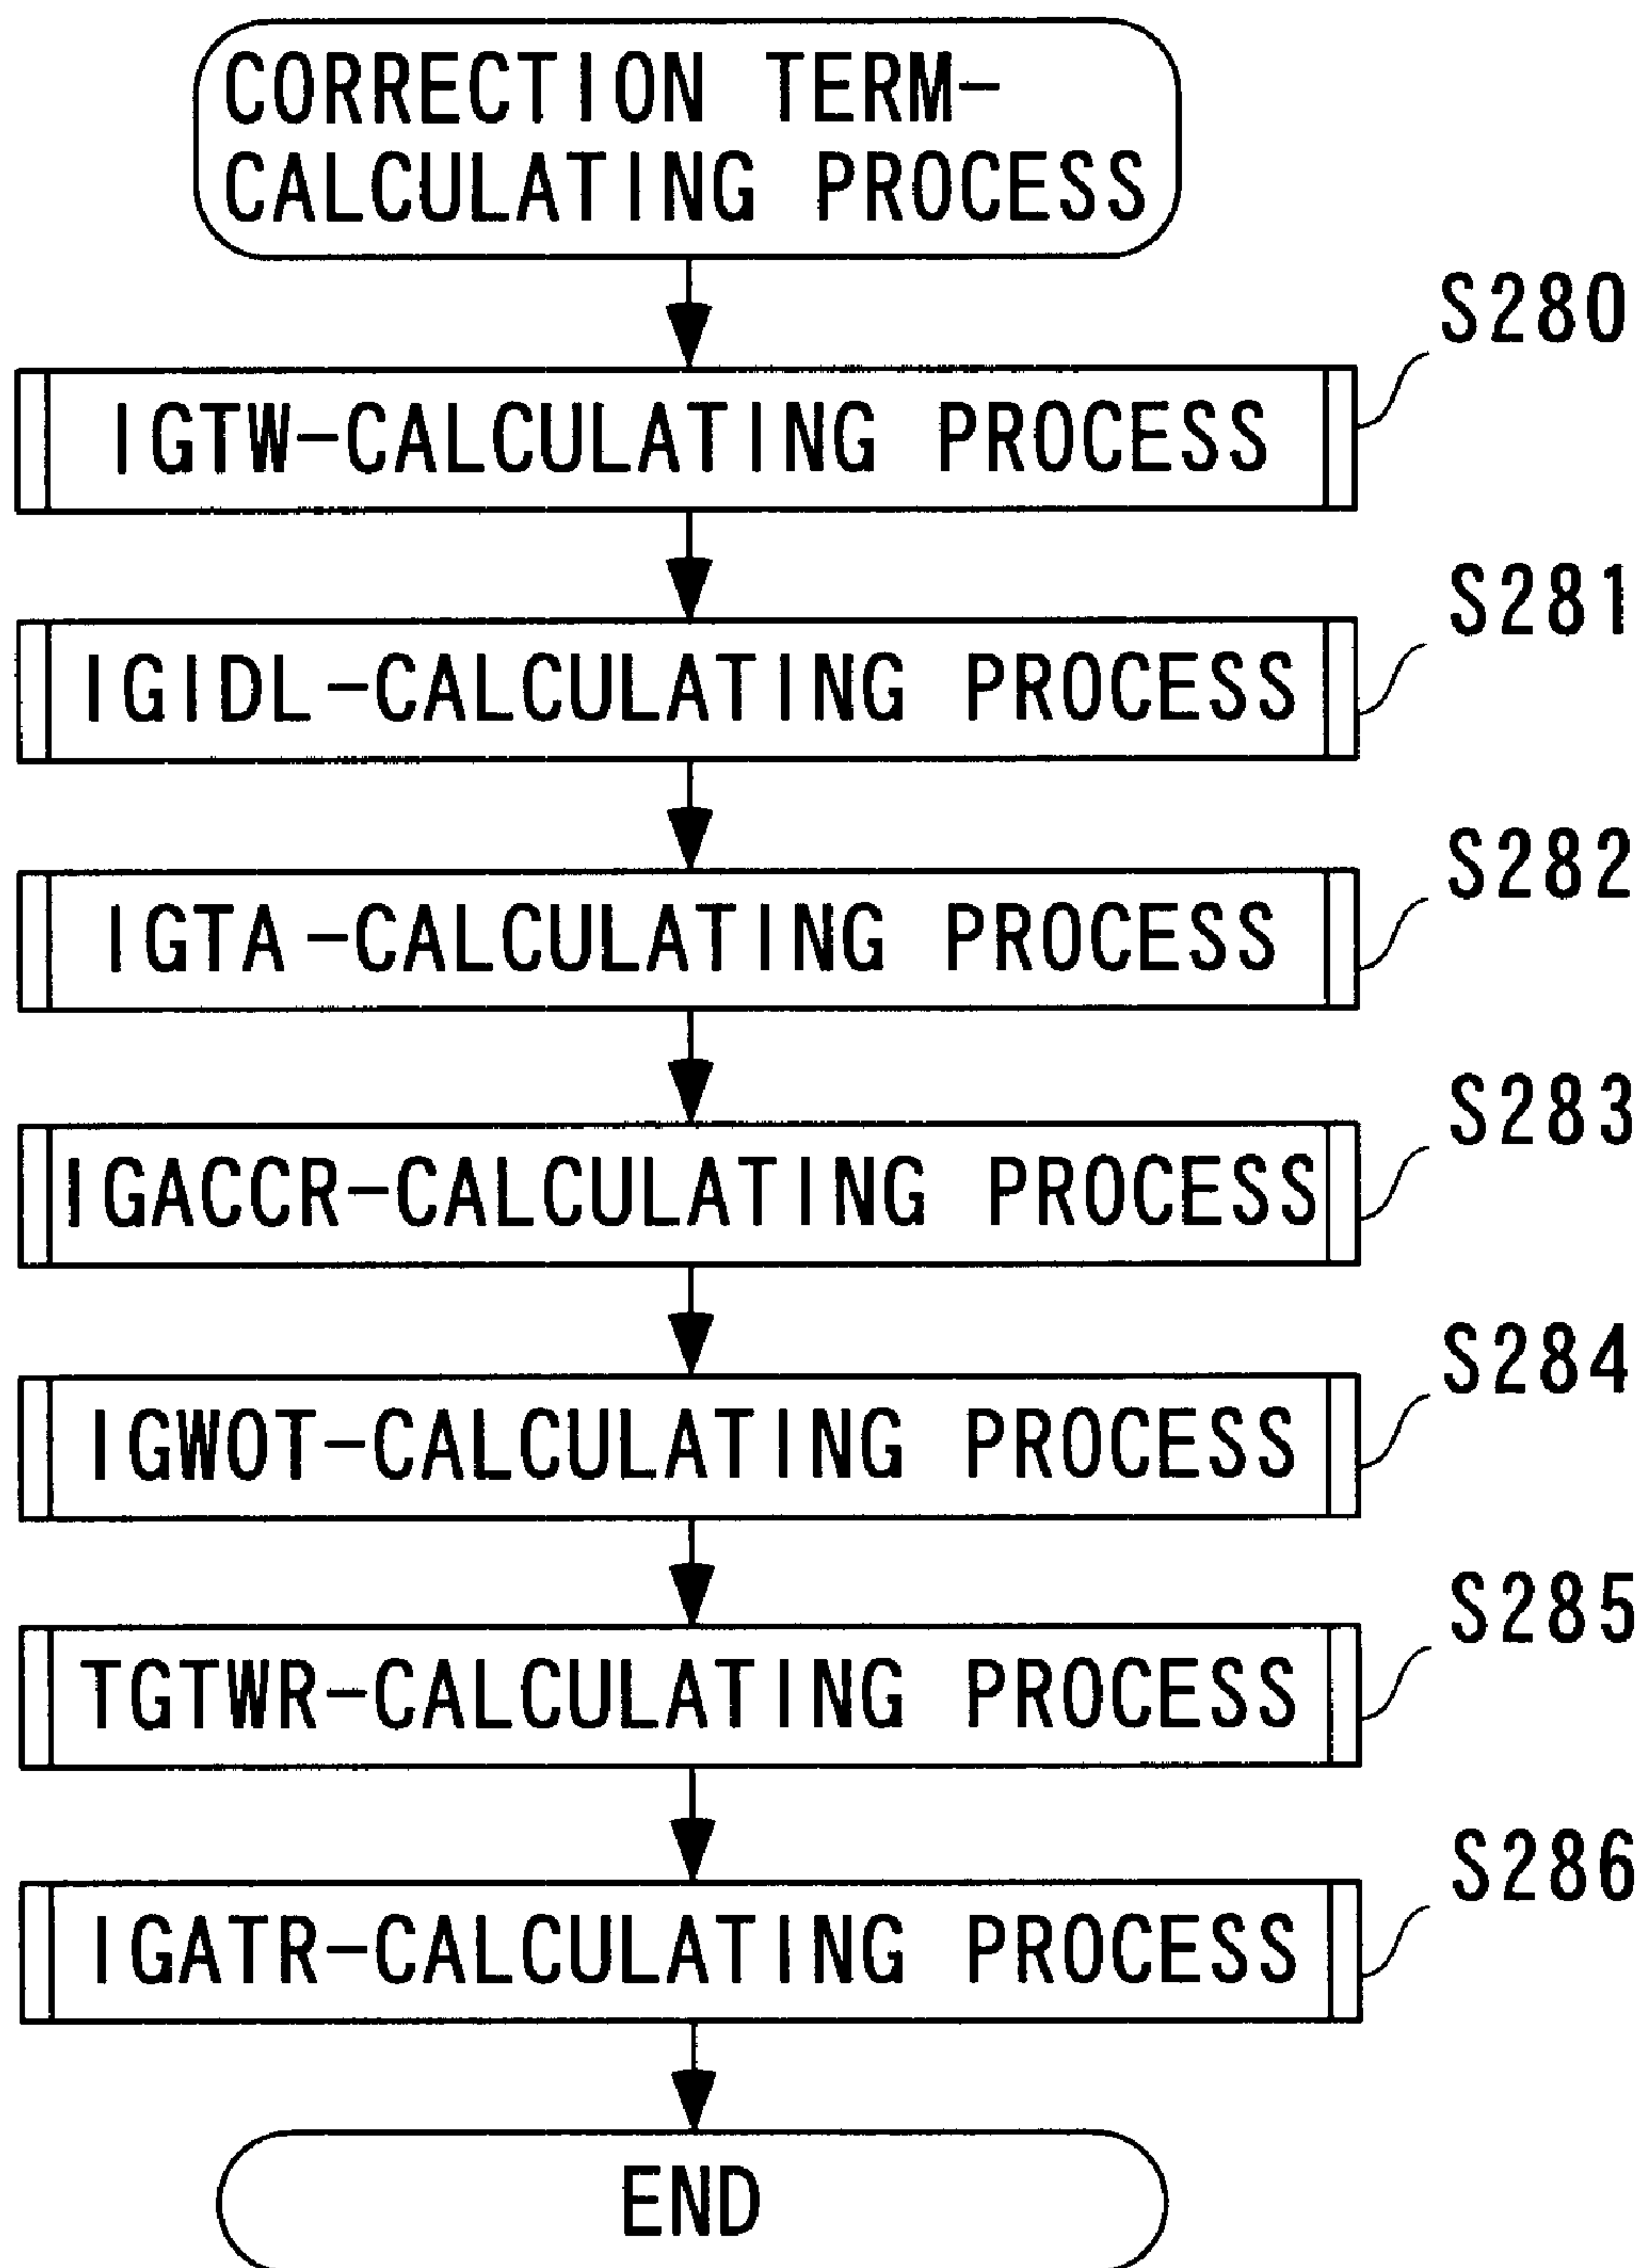 CORRECTION TERM-
CALCULATING PROCESS
S280
IGTW-CALCULATING PROCESS
S281
IGIDL-CALCULATING PROCESS
S282
IGTA-CALCULATING PROCESS
S283
IGACCR-CALCULATING PROCESS
S284
IGWOT-CALCULATING PROCESS
S285
TGTWR-CALCULATING PROCESS
S286
IGATR-CALCULATING PROCESS
END